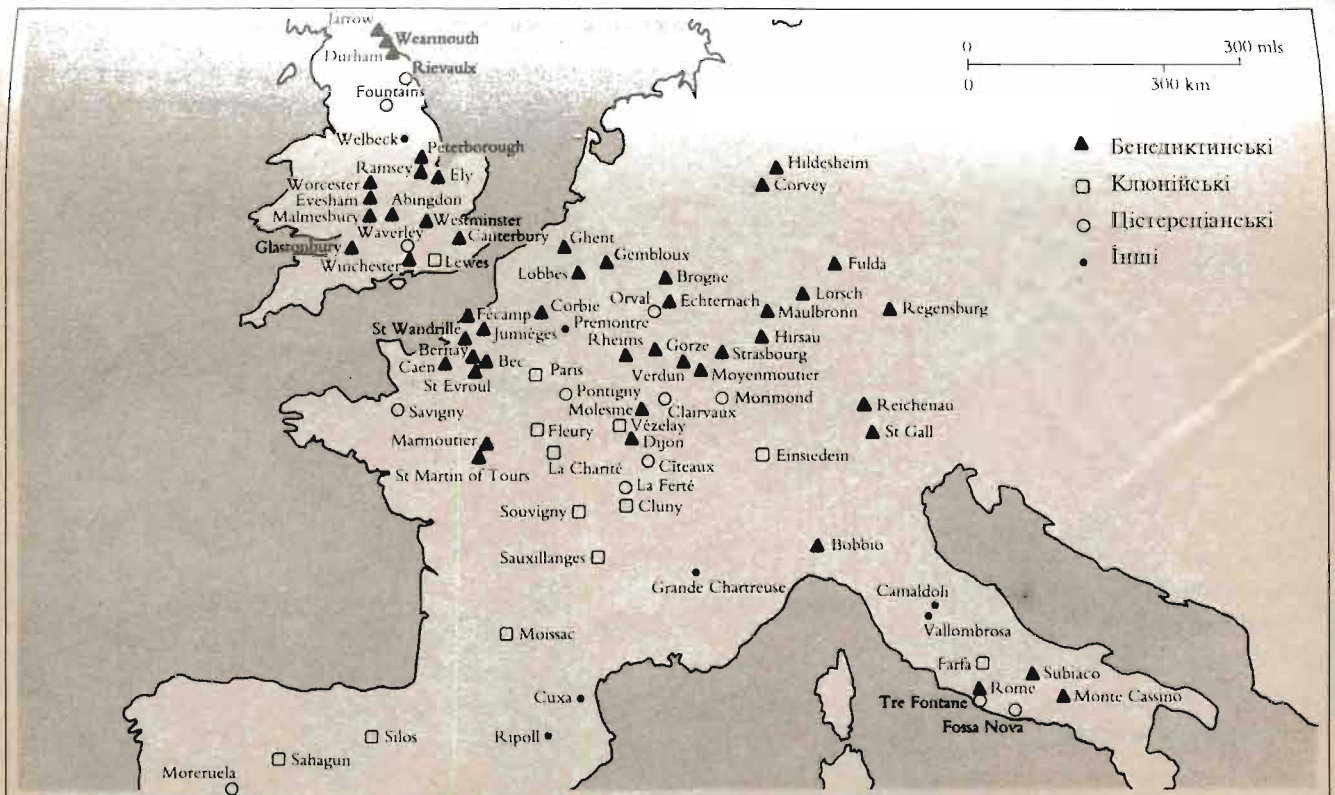 Jarrow
Wearmouth
Durham
Rievaulx
Fountains
Welbeck
Peterborough
Ramsey
Ely
Worcester
Evesham
Abingdon
Malmesbury
Westminster
Waverley
Canterbury
Glastonbury
Winchester
Lewes
0 300 mls
0 300 km
Бенедиктинські
Клюнійські
Цістерціанські
Інші
Hildesheim
Corvey
Ghent
Gembloux
Lobbes
Brogne
Fulda
Orval
Echternach
Lorsch
Maulbronn
Regensburg
Fécamp
Corbie
St Wandrille
Jumièges
Prémontre
Hirsau
Rheims
Gorze
Strasbourg
Bernay
Bec
Caen
St Evroul
Verdun
Moyenmoutier
Paris
Pontigny
Morimond
Savigny
Molesme
Clairvaux
Reichenau
Fleury
Vézelay
St Gall
Marmoutier
Dijon
La Charité
Cîteaux
Einsiedeln
St Martin of Tours
La Ferté
Souvigny
Cluny
Sauxillanges
Bobbio
Grande Chartreuse
Camaldoli
Vallombrosa
Moissac
Farfa
Subiaco
Cuxa
Rome
Monte Cassino
Tre Fontane
Fossa Nova
Silos
Ripoll
Sahagun
Moreruela